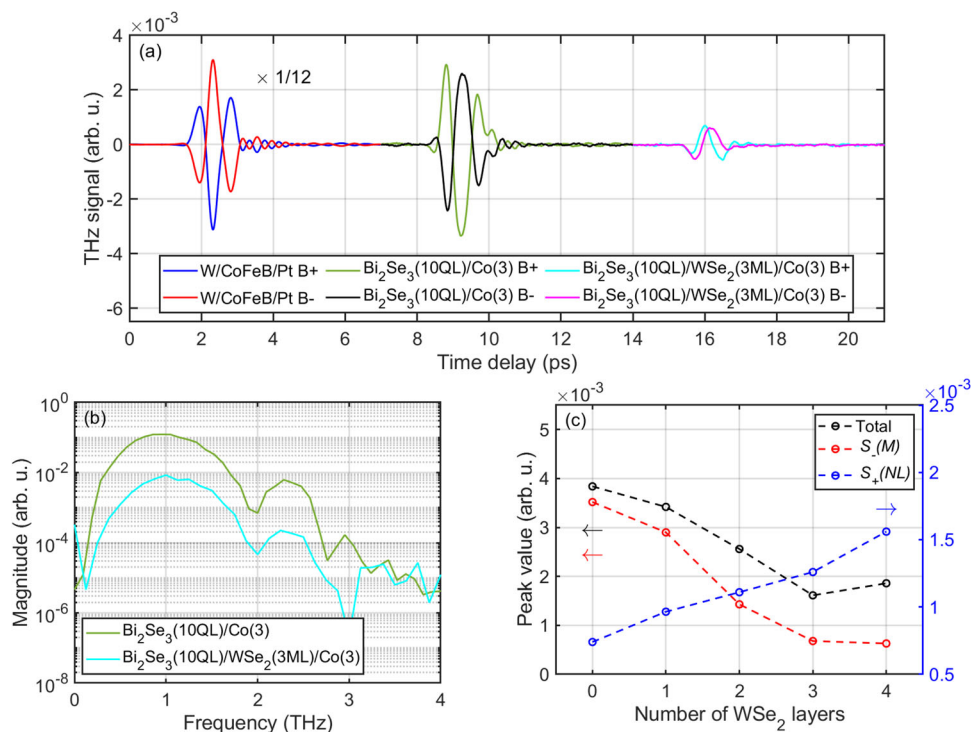 ×10⁻³
4
(a)
× 1/12
2
0
-2
-4
-6
THz signal (arb. u.)
W/CoFeB/Pt B+
Bi₂Se₃(10QL)/Co(3) B+
Bi₂Se₃(10QL)/WSe₂(3ML)/Co(3) B+
W/CoFeB/Pt B-
Bi₂Se₃(10QL)/Co(3) B-
Bi₂Se₃(10QL)/WSe₂(3ML)/Co(3) B-
0 2 4 6 8 10 12 14 16 18 20
Time delay (ps)
10⁰
(b)
10⁻²
10⁻⁴
10⁻⁶
10⁻⁸
Magnitude (arb. u.)
Bi₂Se₃(10QL)/Co(3)
Bi₂Se₃(10QL)/WSe₂(3ML)/Co(3)
0 1 2 3 4
Frequency (THz)
×10⁻³
×10⁻³
(c)
Total
S₋(M)
S₊(NL)
5
4
3
2
1
0
Peak value (arb. u.)
2.5
2
1.5
1
0.5
0 1 2 3 4
Number of WSe₂ layers